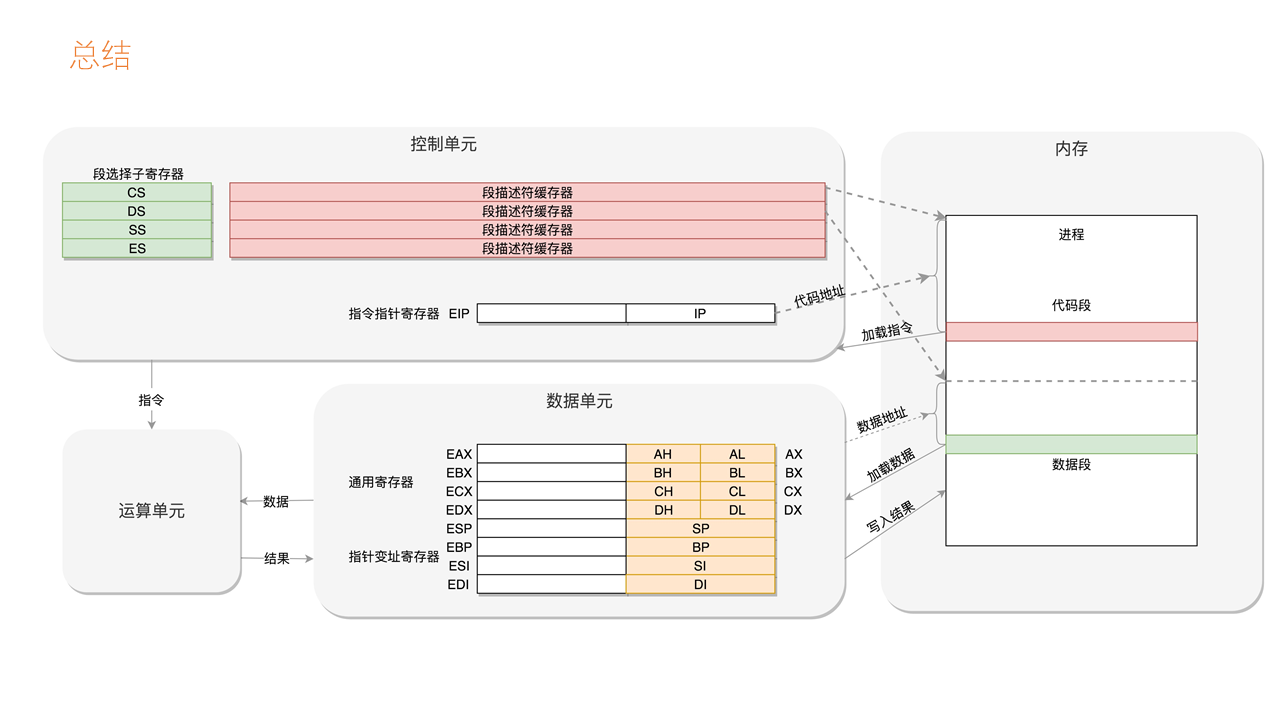 总结
控制单元
段选择子寄存器
CS
DS
SS
ES
段描述符缓存器
段描述符缓存器
段描述符缓存器
段描述符缓存器
指令指针寄存器 EIP IP
代码地址
加载指令
内存
进程
代码段
数据段
指令
运算单元
数据
结果
数据单元
通用寄存器
指针变址寄存器
EAX AH AL AX
EBX BH BL BX
ECX CH CL CX
EDX DH DL DX
ESP SP
EBP BP
ESI SI
EDI DI
数据地址
加载数据
写入结果